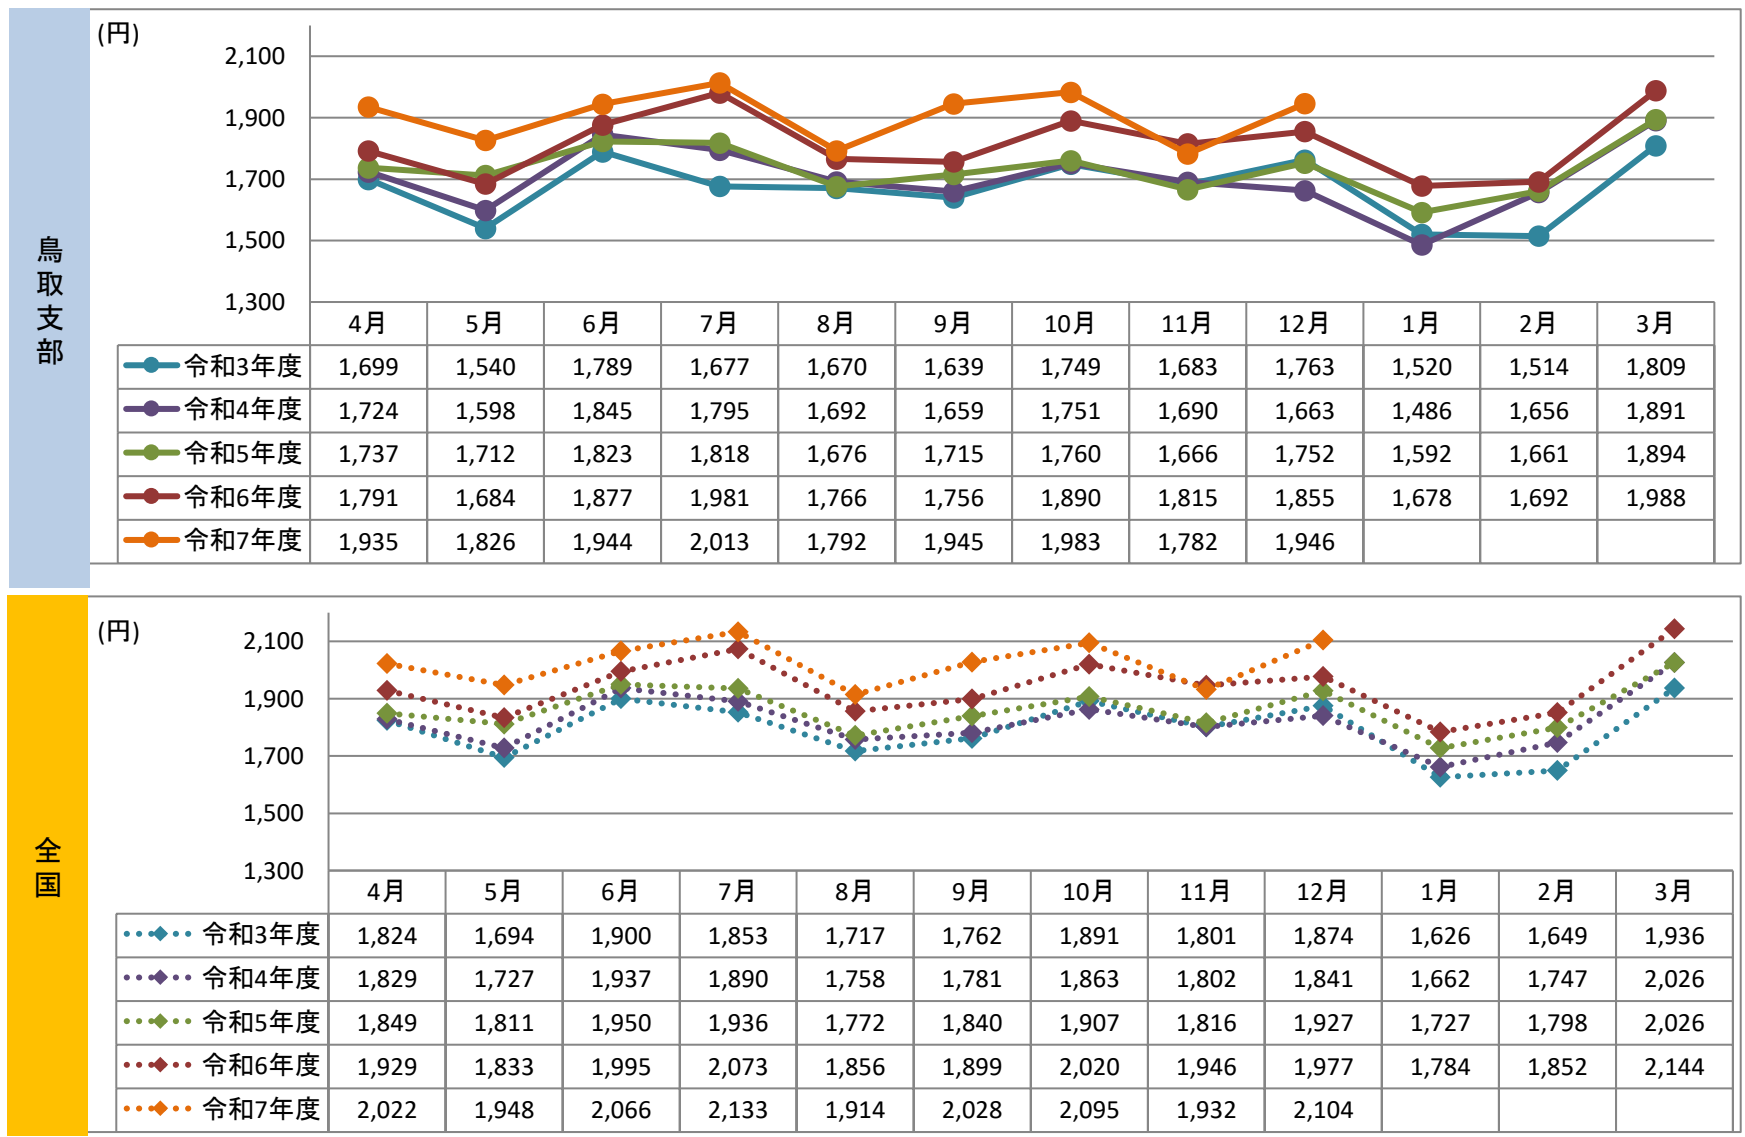 鳥取支部
(円)
2,100
1,900
1,700
1,500
1,300
4月 5月 6月 7月 8月 9月 10月 11月 12月 1月 2月 3月
令和3年度 1,699 1,540 1,789 1,677 1,670 1,639 1,749 1,683 1,763 1,520 1,514 1,809
令和4年度 1,724 1,598 1,845 1,795 1,692 1,659 1,751 1,690 1,663 1,486 1,656 1,891
令和5年度 1,737 1,712 1,823 1,818 1,676 1,715 1,760 1,666 1,752 1,592 1,661 1,894
令和6年度 1,791 1,684 1,877 1,981 1,766 1,756 1,890 1,815 1,855 1,678 1,692 1,988
令和7年度 1,935 1,826 1,944 2,013 1,792 1,945 1,983 1,782 1,946
全国
(円)
2,100
1,900
1,700
1,500
1,300
4月 5月 6月 7月 8月 9月 10月 11月 12月 1月 2月 3月
令和3年度 1,824 1,694 1,900 1,853 1,717 1,762 1,891 1,801 1,874 1,626 1,649 1,936
令和4年度 1,829 1,727 1,937 1,890 1,758 1,781 1,863 1,802 1,841 1,662 1,747 2,026
令和5年度 1,849 1,811 1,950 1,936 1,772 1,840 1,907 1,816 1,927 1,727 1,798 2,026
令和6年度 1,929 1,833 1,995 2,073 1,856 1,899 2,020 1,946 1,977 1,784 1,852 2,144
令和7年度 2,022 1,948 2,066 2,133 1,914 2,028 2,095 1,932 2,104